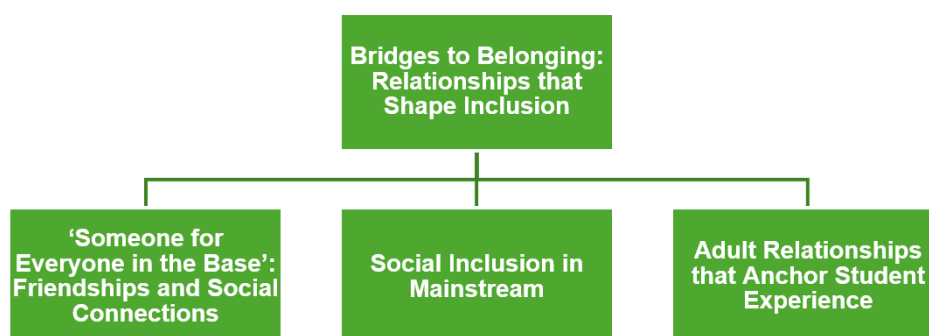 Bridges to Belonging:
Relationships that
Shape Inclusion
‘Someone for
Everyone in the Base’:
Friendships and Social
Connections
Social Inclusion in
Mainstream
Adult Relationships
that Anchor Student
Experience